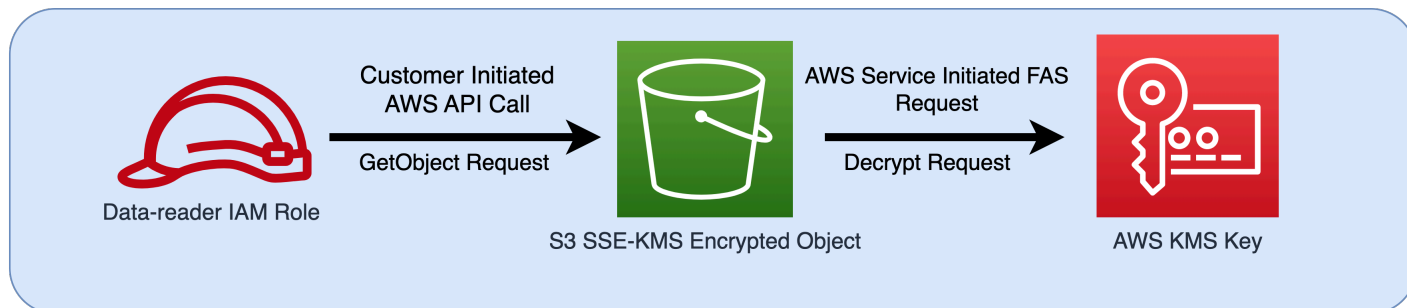 Customer Initiated
AWS API Call
GetObject Request
Data-reader IAM Role
S3 SSE-KMS Encrypted Object
AWS Service Initiated FAS
Request
Decrypt Request
AWS KMS Key